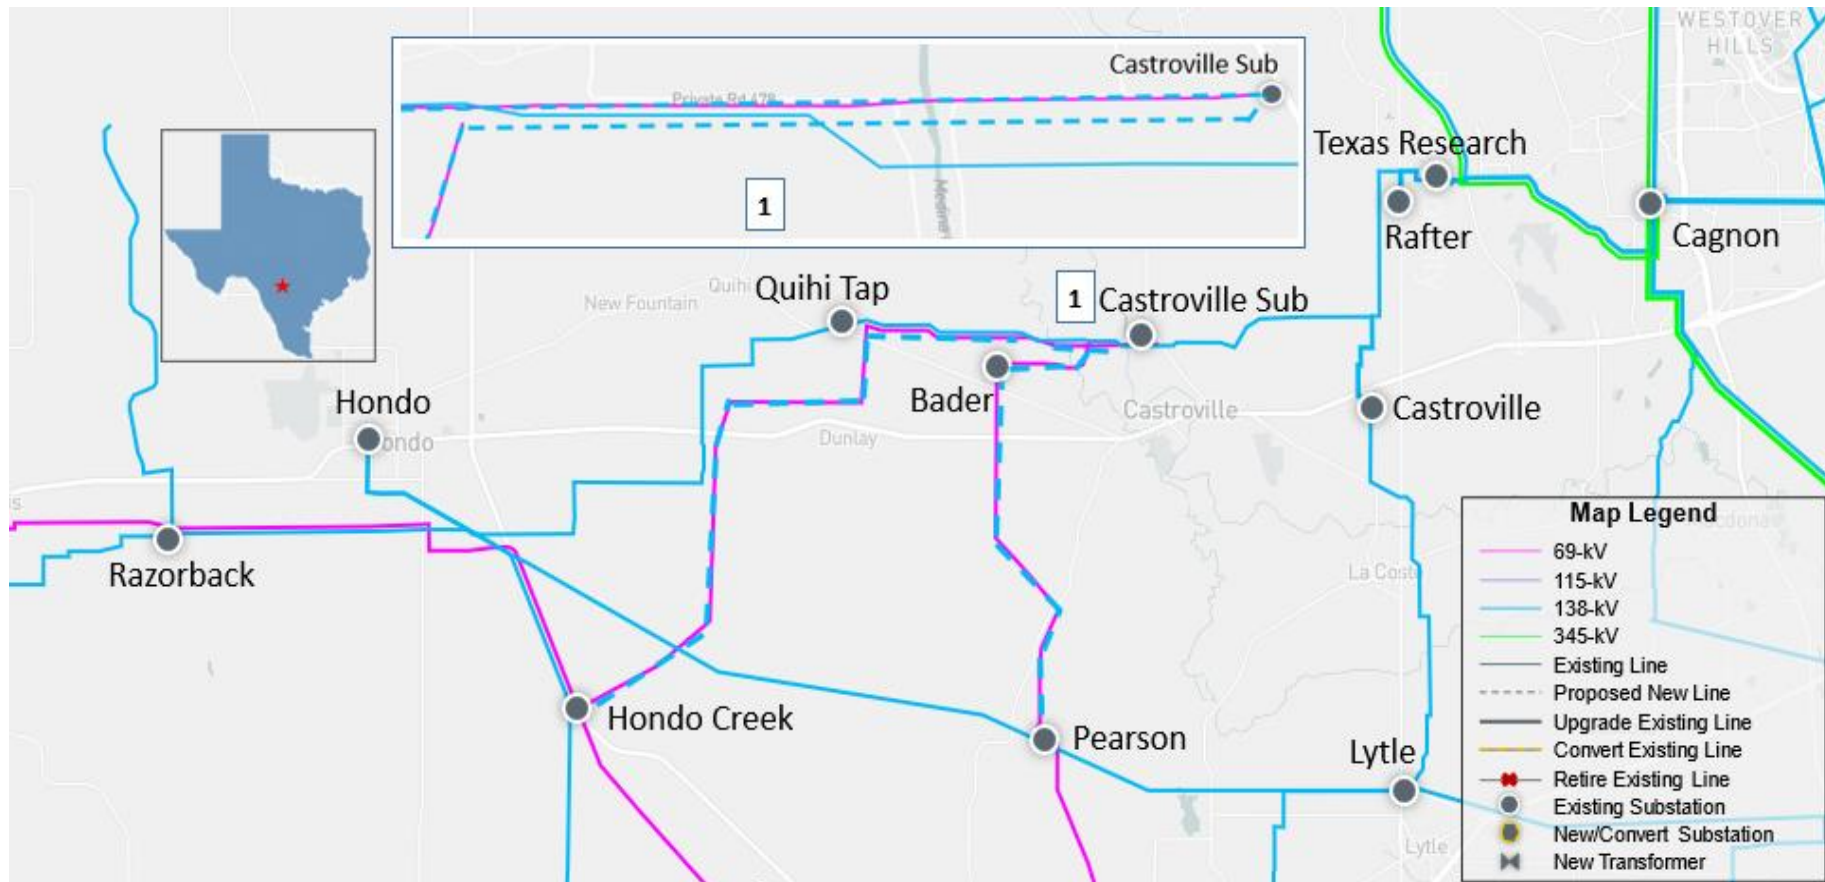 WESTOVER
HILLS
Castroville Sub
Private Rd 478
Medina
1
Texas Research
Rafter
Cagnon
Quihi
New Fountain
Quihi Tap
1
Castroville Sub
Bader
Castroville
Castroville
Hondo
Dunlay
Razorback
La Coste
Hondo Creek
Pearson
Lytle
Lytle
Map Legend
69-kV
115-kV
138-kV
345-kV
Existing Line
Proposed New Line
Upgrade Existing Line
Convert Existing Line
Retire Existing Line
Existing Substation
New/Convert Substation
New Transformer